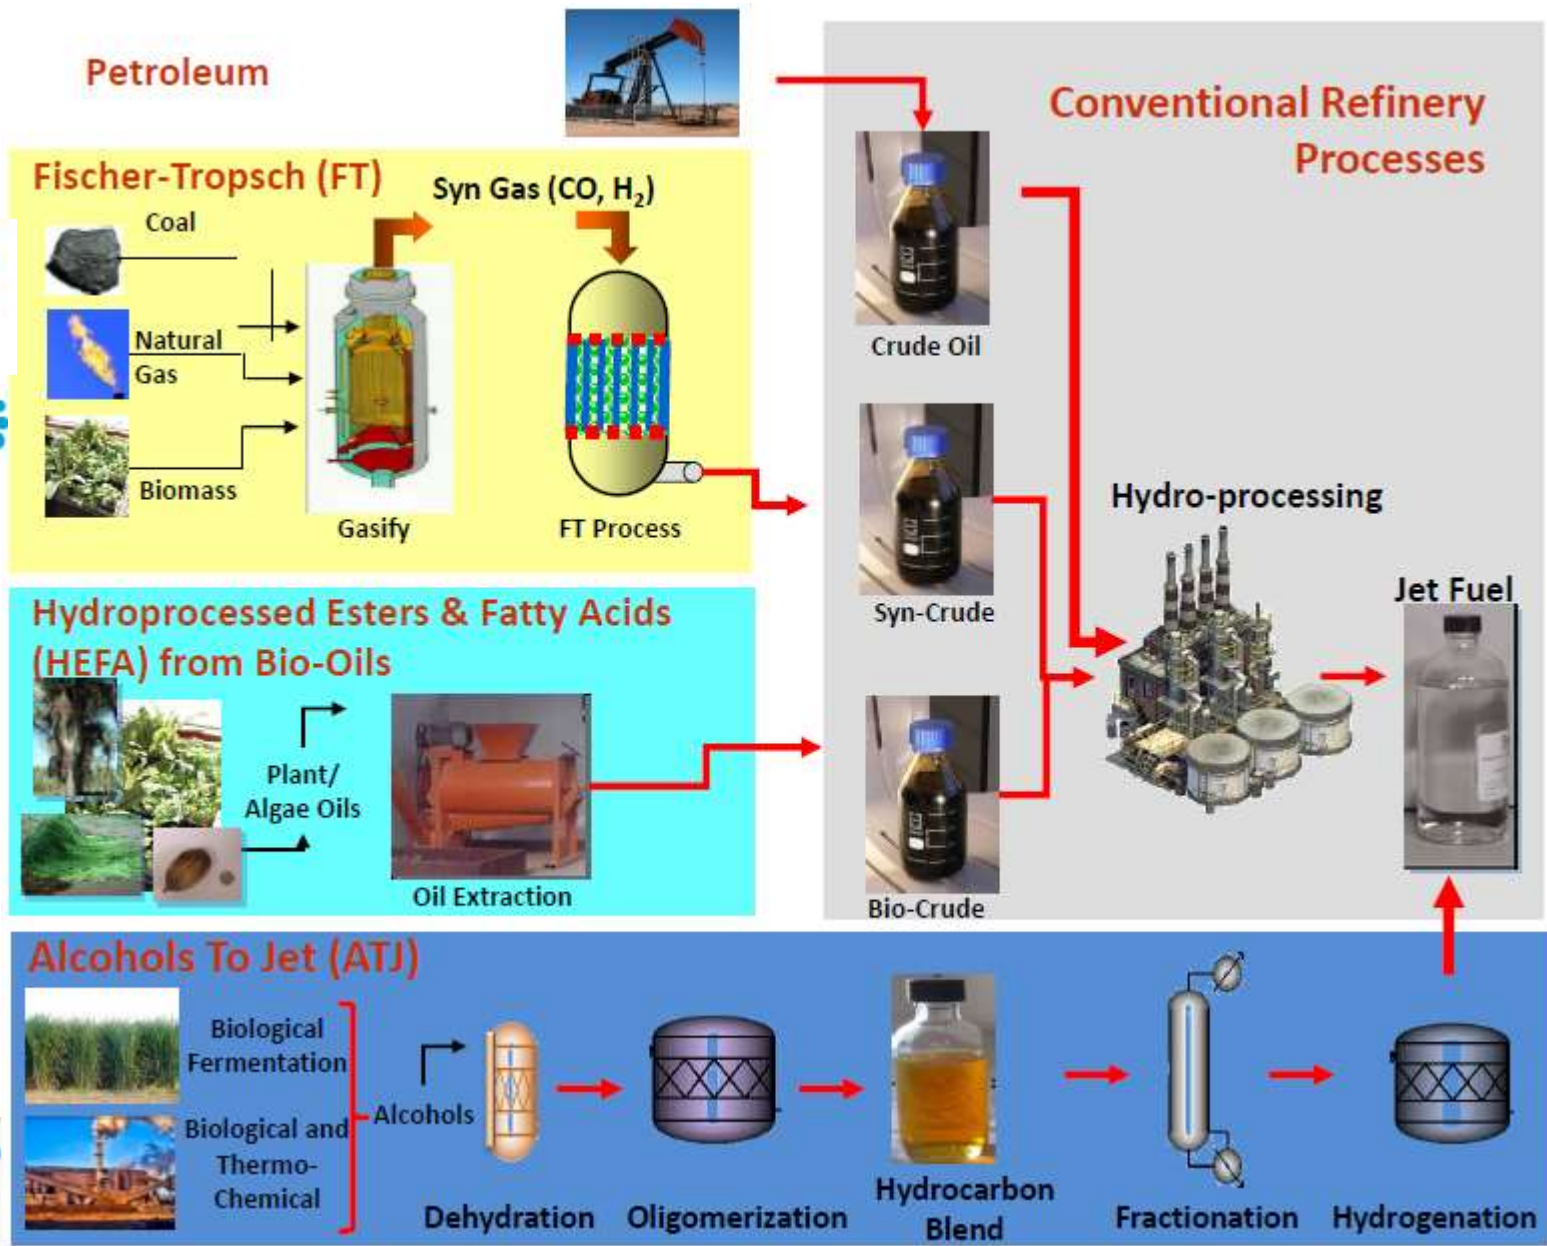 Petroleum
Conventional Refinery
Processes
Fischer-Tropsch (FT)
Syn Gas (CO, H₂)
Coal
Natural
Gas
Biomass
Gasify
FT Process
Crude Oil
Syn-Crude
Bio-Crude
Hydro-processing
Jet Fuel
Hydroprocessed Esters & Fatty Acids
(HEFA) from Bio-Oils
Plant/
Algae Oils
Oil Extraction
Alcohols To Jet (ATJ)
Biological
Fermentation
Biological and
Thermo-
Chemical
Alcohols
Dehydration
Oligomerization
Hydrocarbon
Blend
Fractionation
Hydrogenation